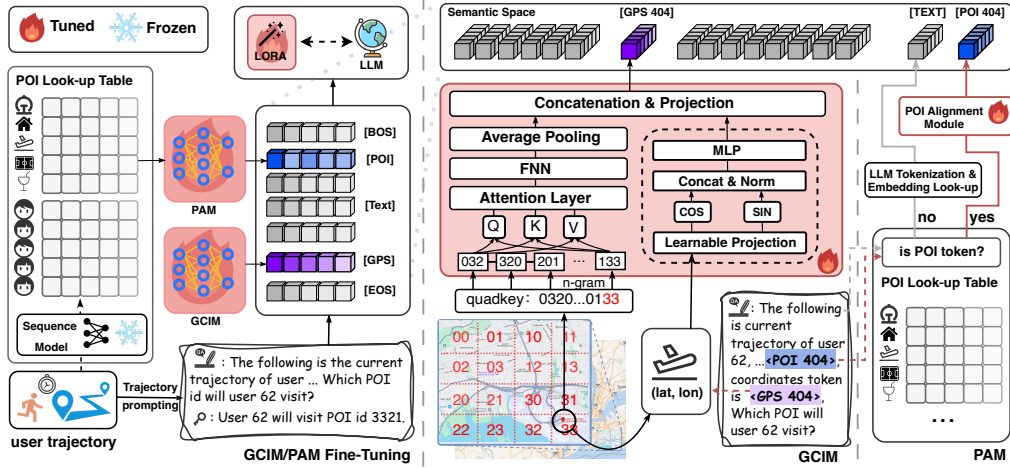 Tuned
Frozen
LORA
LLM
POI Look-up Table
PAM
GCIM
[BOS]
[POI]
[Text]
[GPS]
[EOS]
Sequence
Model
user trajectory
Trajectory
prompting
: The following is the current
trajectory of user ... Which POI
id will user 62 visit?
: User 62 will visit POI id 3321.
GCIM/PAM Fine-Tuning
Semantic Space
[GPS 404]
[TEXT]
[POI 404]
Concatenation & Projection
Average Pooling
FNN
Attention Layer
Q
K
V
032
320
201
...
133
n-gram
quadkey: 0320...0133
MLP
Concat & Norm
COS
SIN
Learnable Projection
00 01 10 11
02 03 12 13
20 21 30 31
22 23 32 33
(lat, lon)
: The following
is current
trajectory of user
62, ...<POI 404>,
coordinates token
is <GPS 404>,
Which POI will
user 62 visit?
GCIM
POI Alignment
Module
LLM Tokenization &
Embedding Look-up
no
yes
is POI token?
POI Look-up Table
...
PAM